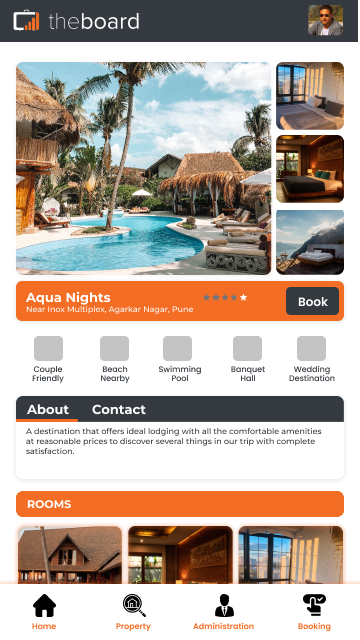 theboard
Aqua Nights
Near Inox Multiplex, Agarkar Nagar, Pune
Book
Couple
Friendly
Beach
Nearby
Swimming
Pool
Banquet
Hall
Wedding
Destination
About
Contact
A destination that offers ideal lodging with all the comfortable amenities
at reasonable prices to discover several things in our trip with complete
satisfaction.
ROOMS
Home
Property
Administration
Booking